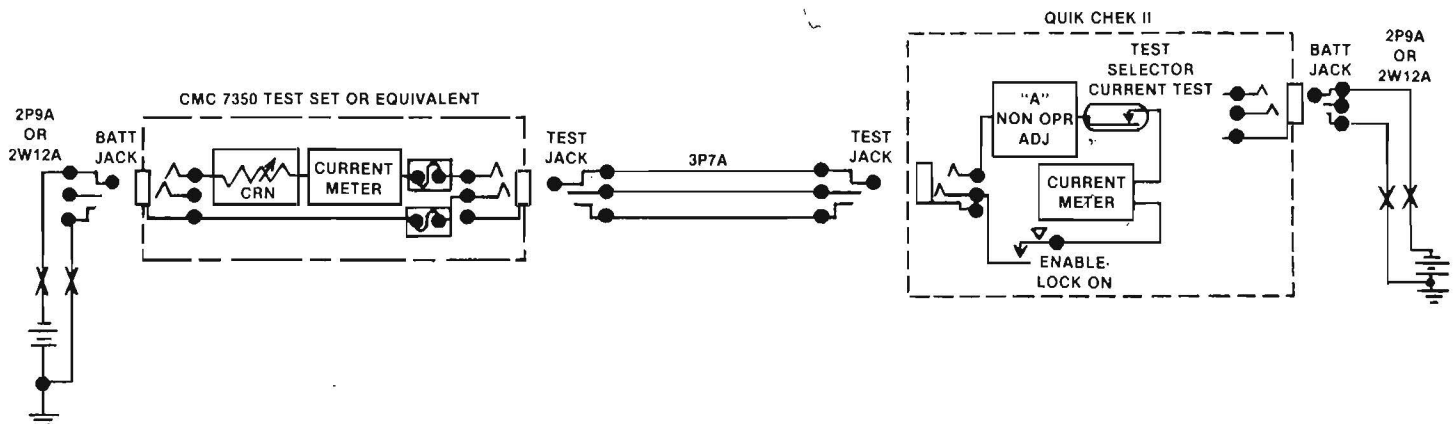 QUIK CHEK II
CMC 7350 TEST SET OR EQUIVALENT
2P9A
OR
2W12A
BATT
JACK
CRN
CURRENT
METER
TEST
JACK
3P7A
TEST
JACK
"A"
NON OPR
ADJ
TEST
SELECTOR
CURRENT TEST
CURRENT
METER
ENABLE-
LOCK ON
BATT
JACK
2P9A
OR
2W12A